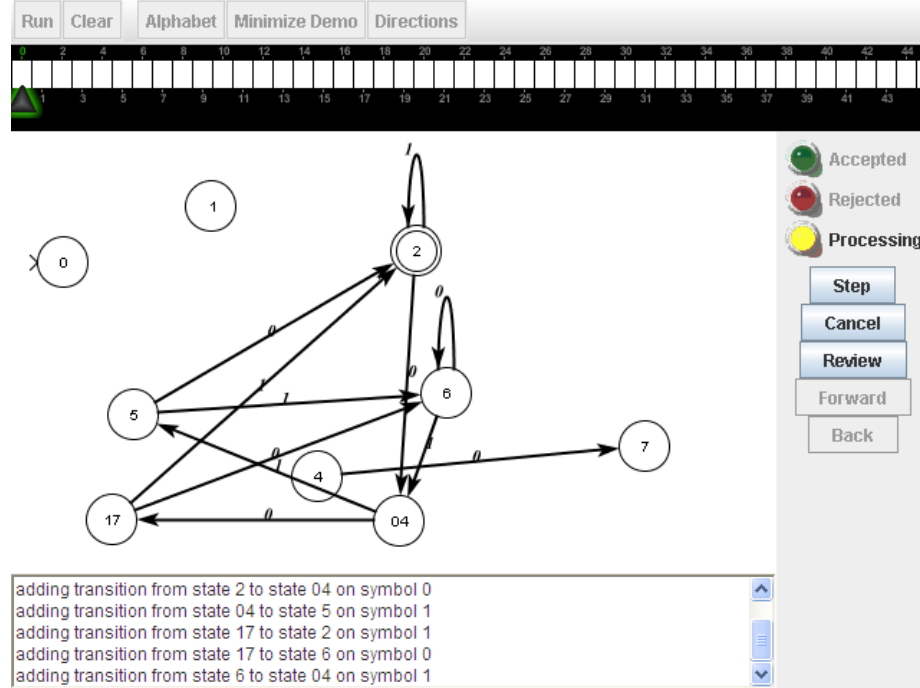 Run Clear Alphabet Minimize Demo Directions
0 2 4 6 8 10 12 14 16 18 20 22 24 26 28 30 32 34 36 38 40 42 44
1 3 5 7 9 11 13 15 17 19 21 23 25 27 29 31 33 35 37 39 41 43
Accepted
Rejected
Processing
Step
Cancel
Review
Forward
Back
1
1
2
0
0
0
1
0
6
5
1
1
7
0
1
4
0
1
17
0
04
adding transition from state 2 to state 04 on symbol 0
adding transition from state 04 to state 5 on symbol 1
adding transition from state 17 to state 2 on symbol 1
adding transition from state 17 to state 6 on symbol 0
adding transition from state 6 to state 04 on symbol 1